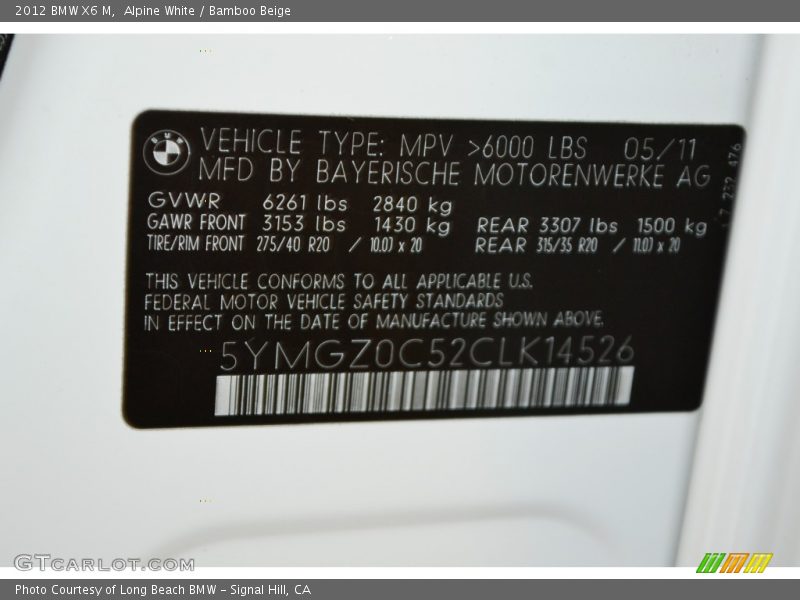 2012 BMW X6 M, Alpine White / Bamboo Beige
BMW
VEHICLE TYPE: MPV >6000 LBS 05/11
MFD BY BAYERISCHE MOTORENWERKE AG
GVWR 6261 lbs 2840 kg
GAWR FRONT 3153 lbs 1430 kg REAR 3307 lbs 1500 kg
TIRE/RIM FRONT 275/40 R20 / 10.0J x 20 REAR 315/35 R20 / 11.0J x 20
THIS VEHICLE CONFORMS TO ALL APPLICABLE U.S.
FEDERAL MOTOR VEHICLE SAFETY STANDARDS
IN EFFECT ON THE DATE OF MANUFACTURE SHOWN ABOVE.
5YMGZ0C52CLK14526
GTCARLOT.COM
Photo Courtesy of Long Beach BMW - Signal Hill, CA